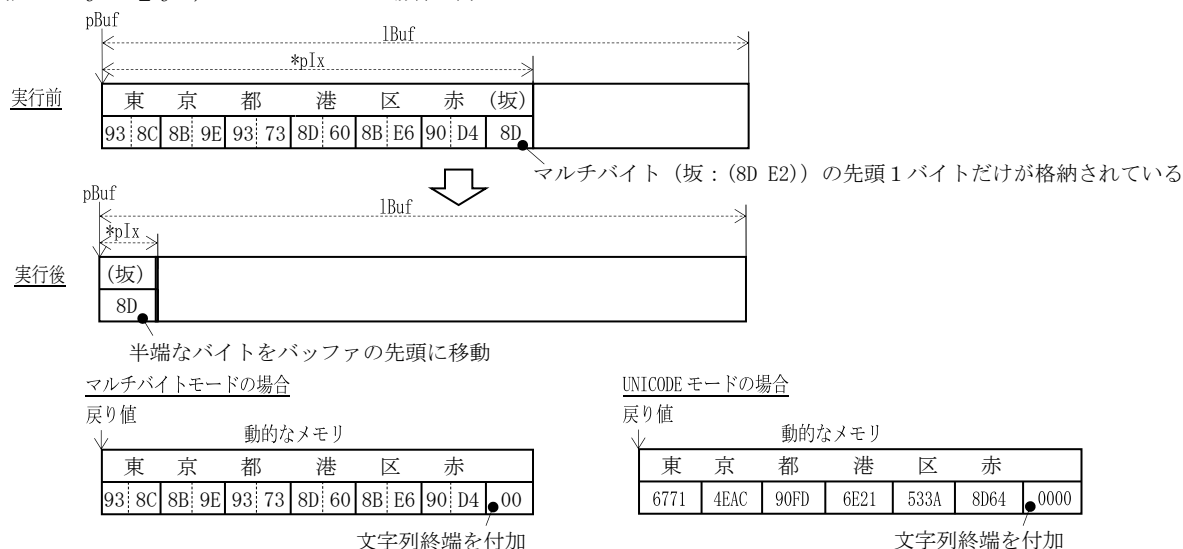 pBuf
lBuf
*pIx
実行前
東 京 都 港 区 赤 (坂)
93 8C 8B 9E 93 73 8D 60 8B E6 90 D4 8D
マルチバイト（坂：(8D E2)）の先頭１バイトだけが格納されている
pBuf
lBuf
*pIx
実行後
(坂)
8D
半端なバイトをバッファの先頭に移動
マルチバイトモードの場合
戻り値
動的なメモリ
東 京 都 港 区 赤
93 8C 8B 9E 93 73 8D 60 8B E6 90 D4 00
文字列終端を付加
UNICODE モードの場合
戻り値
動的なメモリ
東 京 都 港 区 赤
6771 4EAC 90FD 6E21 533A 8D64 0000
文字列終端を付加